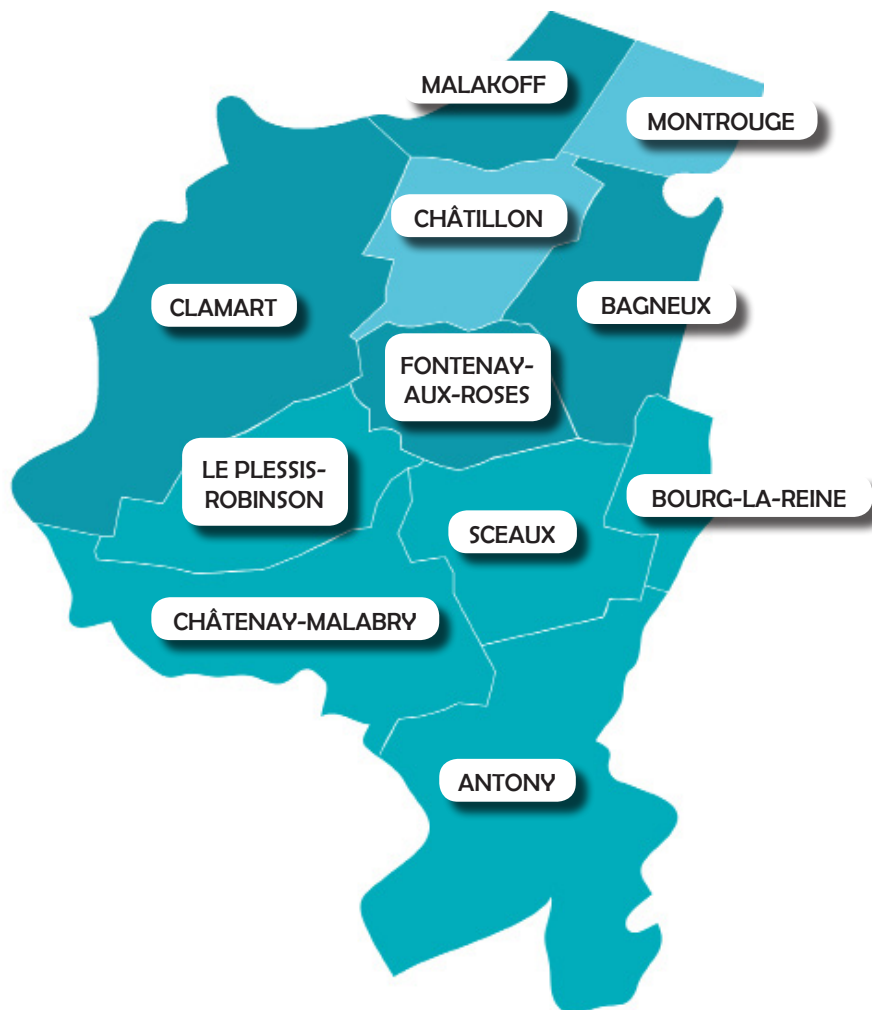 MALAKOFF
MONTROUGE
CHÂTILLON
CLAMART
BAGNEUX
FONTENAY-
AUX-ROSES
LE PLESSIS-
ROBINSON
BOURG-LA-REINE
SCEAUX
CHÂTENAY-MALABRY
ANTONY